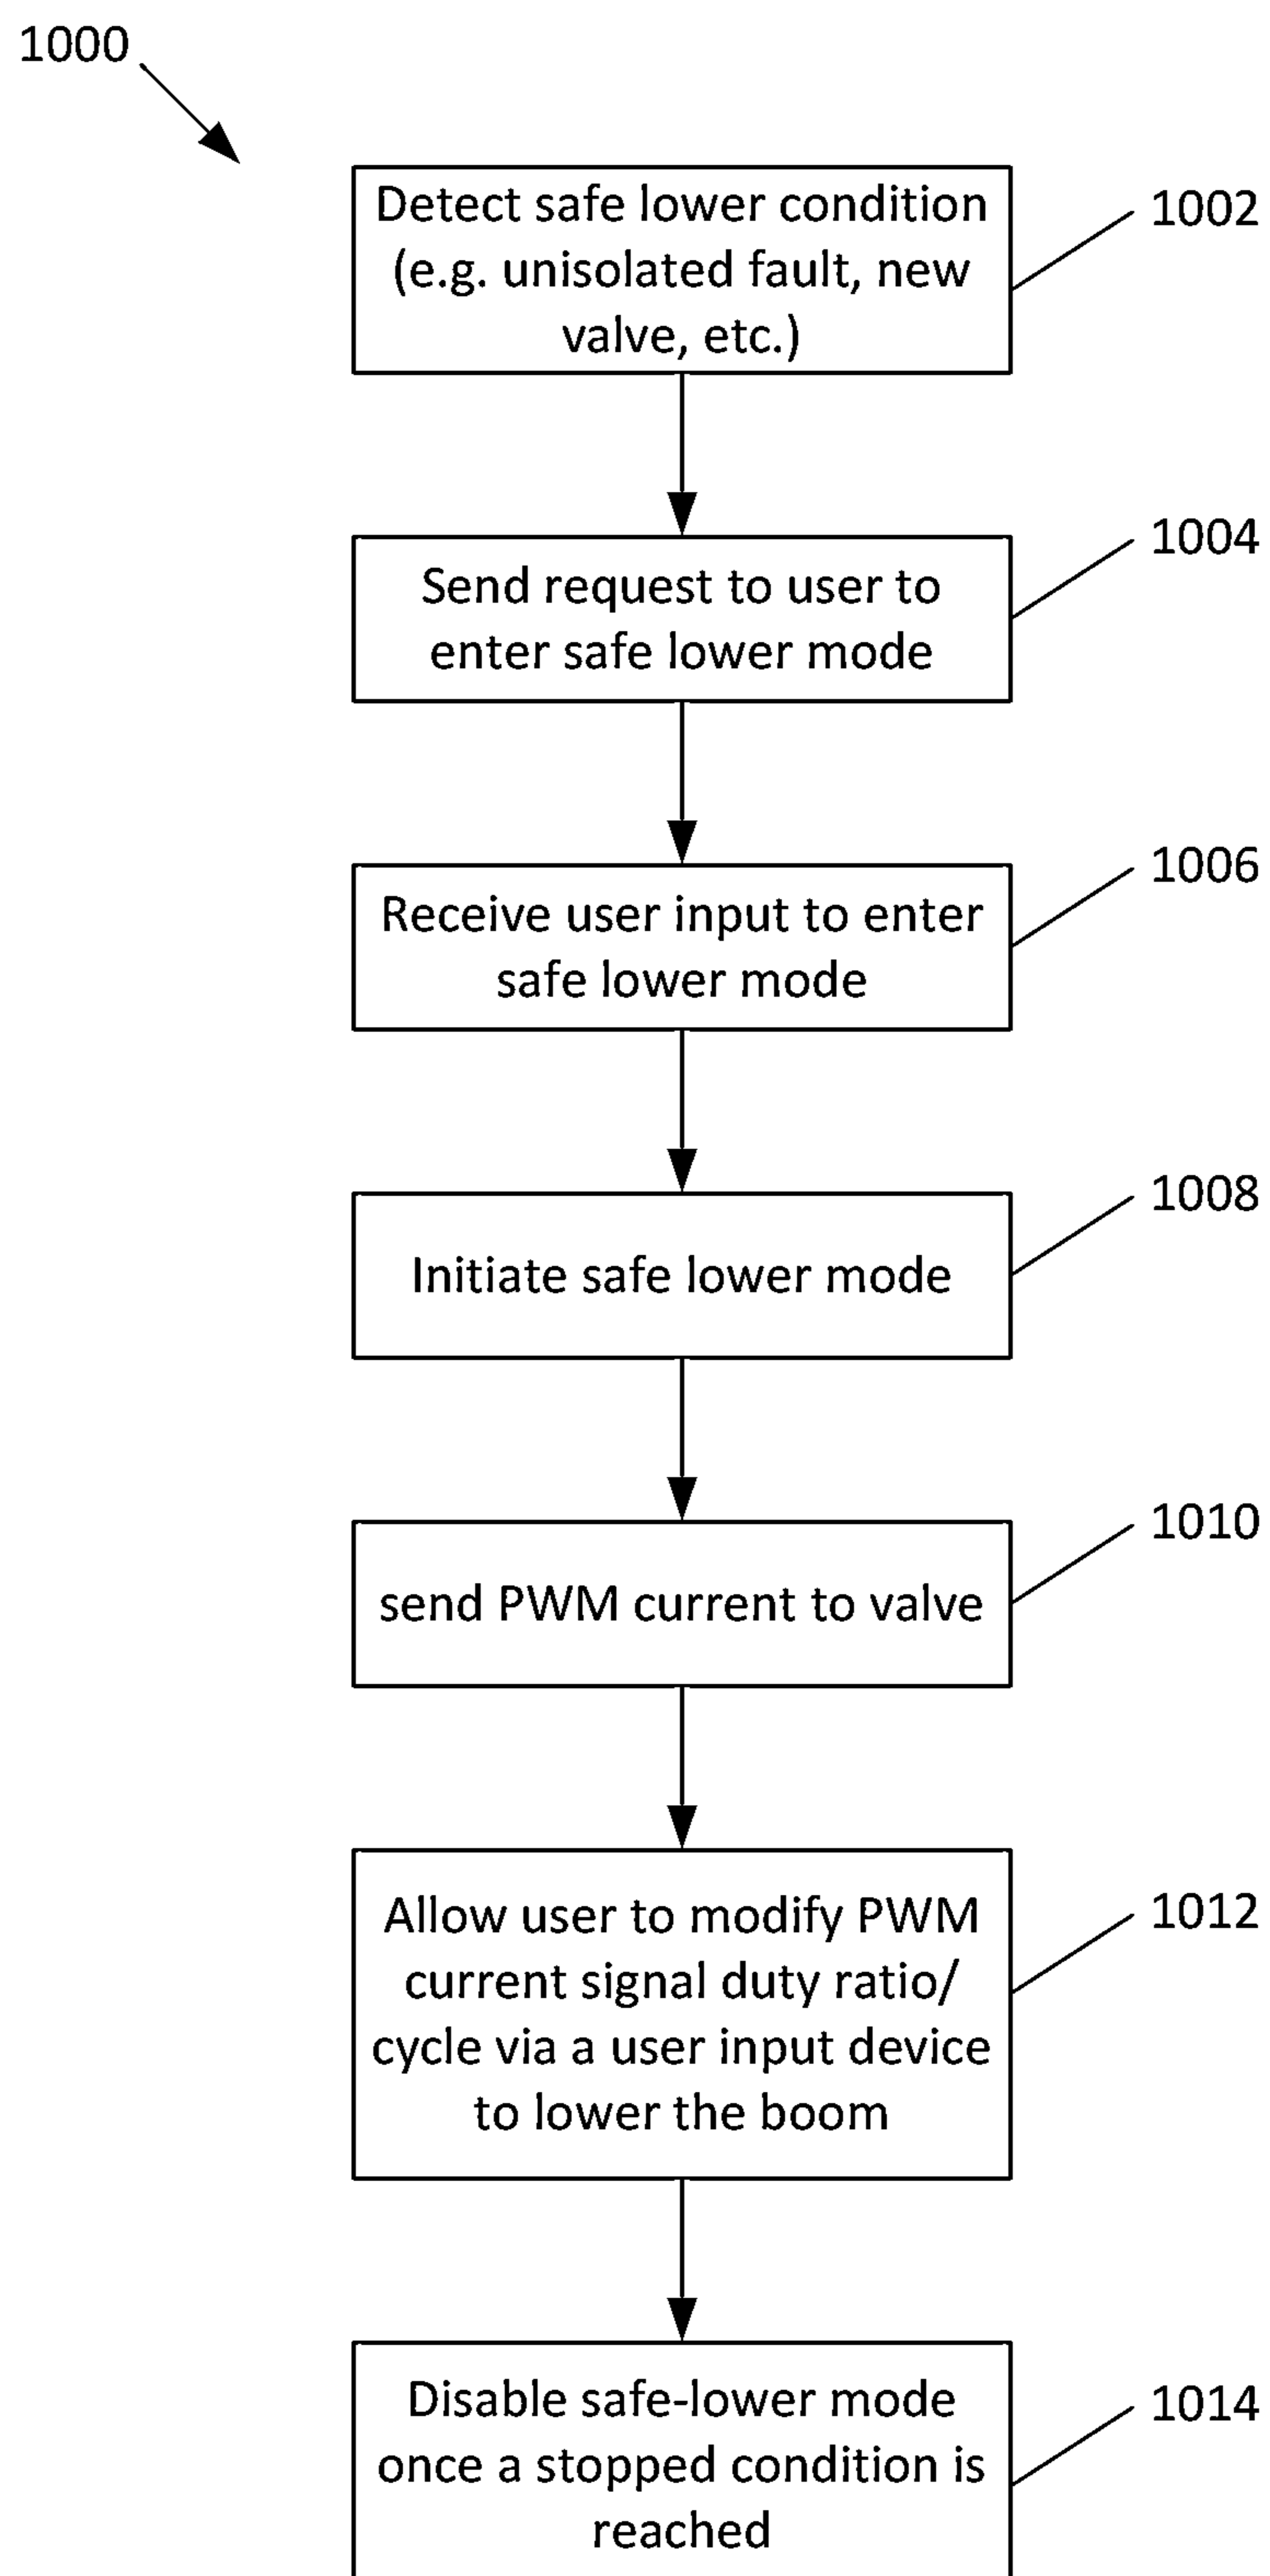 1000
Detect safe lower condition
(e.g. unisolated fault, new
valve, etc.)
1002
Send request to user to
enter safe lower mode
1004
Receive user input to enter
safe lower mode
1006
Initiate safe lower mode
1008
send PWM current to valve
1010
Allow user to modify PWM
current signal duty ratio/
cycle via a user input device
to lower the boom
1012
Disable safe-lower mode
once a stopped condition is
reached
1014